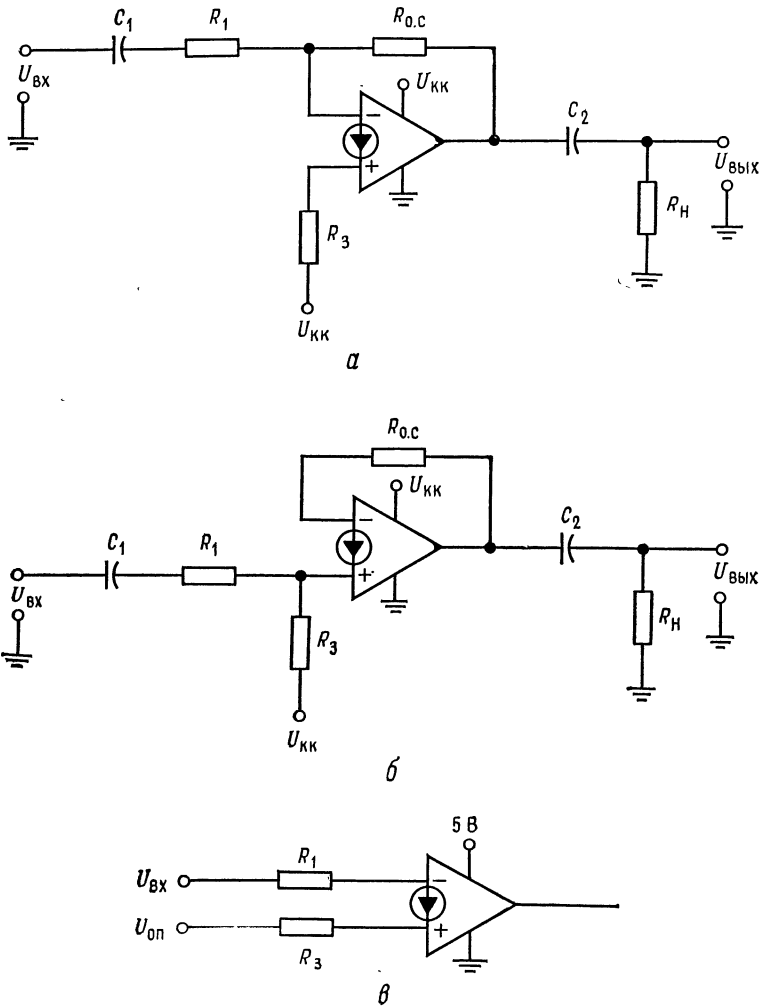 C₁ R₁ Rо.с
Uвх
Uкк
−
+
C₂
Uвых
R₃
Rн
Uкк
а
Rо.с
Uкк
−
C₁ R₁ C₂
+
Uвх
Uвых
R₃
Rн
Uкк
б
5 В
R₁
Uвх
−
Uоп
+
R₃
в